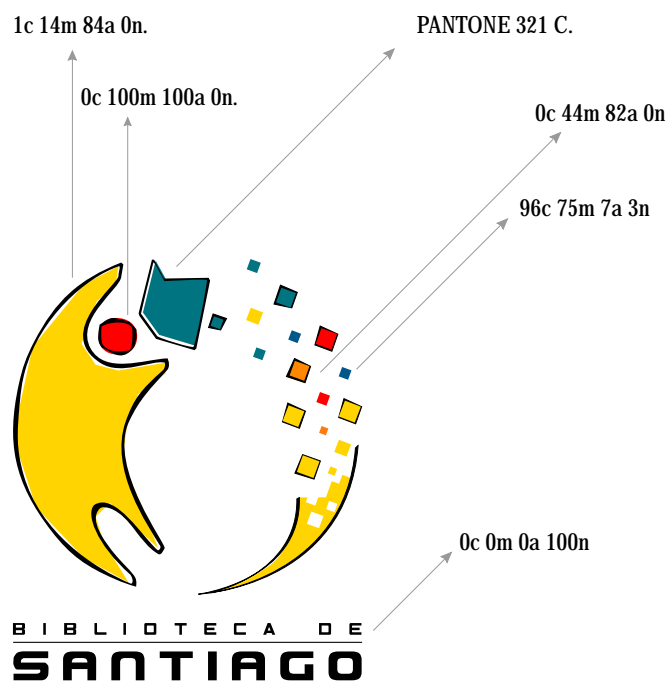 1c 14m 84a 0n.
PANTONE 321 C.
0c 100m 100a 0n.
0c 44m 82a 0n
96c 75m 7a 3n
0c 0m 0a 100n
BIBLIOTECA DE
SANTIAGO